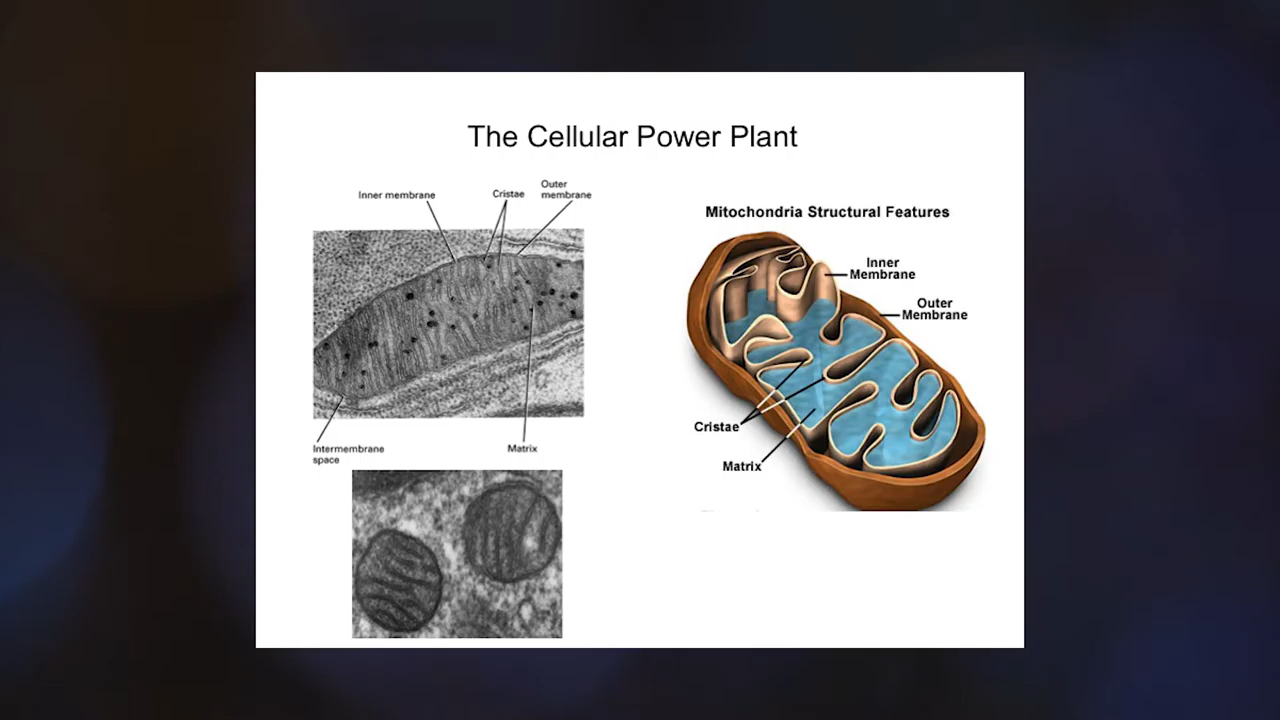 The Cellular Power Plant
Inner membrane
Cristae
Outer
membrane
Intermembrane
space
Matrix
Mitochondria Structural Features
Inner
Membrane
Outer
Membrane
Cristae
Matrix